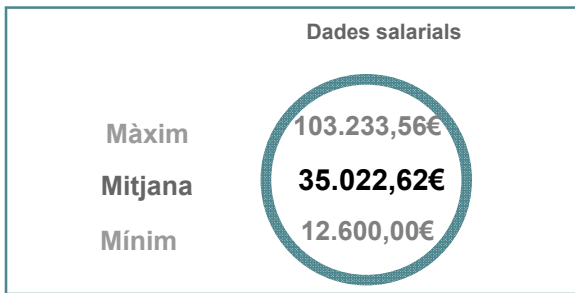 Dades salarials
Màxim 103.233,56€
Mitjana 35.022,62€
Mínim 12.600,00€